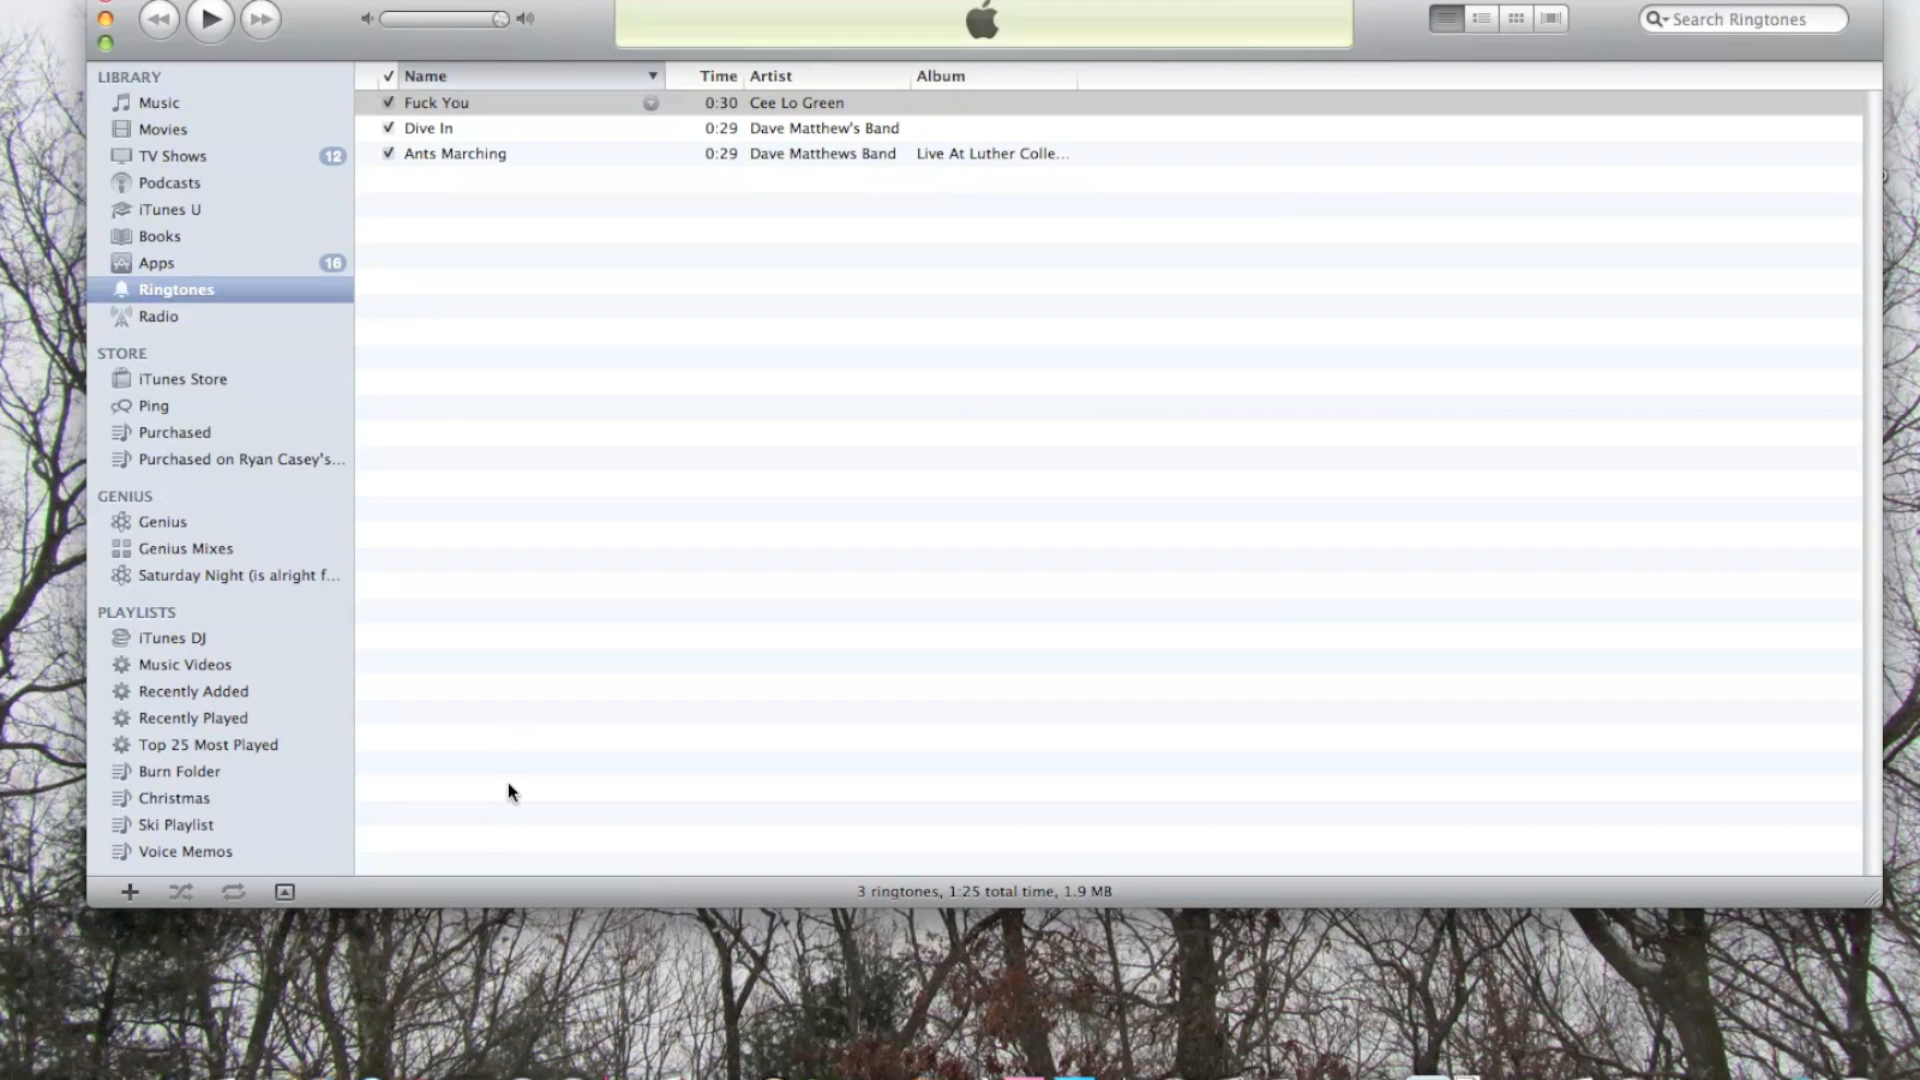 Search Ringtones
LIBRARY
Music
Movies
TV Shows 12
Podcasts
iTunes U
Books
Apps 16
Ringtones
Radio
STORE
iTunes Store
Ping
Purchased
Purchased on Ryan Casey's...
GENIUS
Genius
Genius Mixes
Saturday Night (is alright f...
PLAYLISTS
iTunes DJ
Music Videos
Recently Added
Recently Played
Top 25 Most Played
Burn Folder
Christmas
Ski Playlist
Voice Memos
Name Time Artist Album
Fuck You 0:30 Cee Lo Green
Dive In 0:29 Dave Matthew's Band
Ants Marching 0:29 Dave Matthews Band Live At Luther Colle...
3 ringtones, 1:25 total time, 1.9 MB